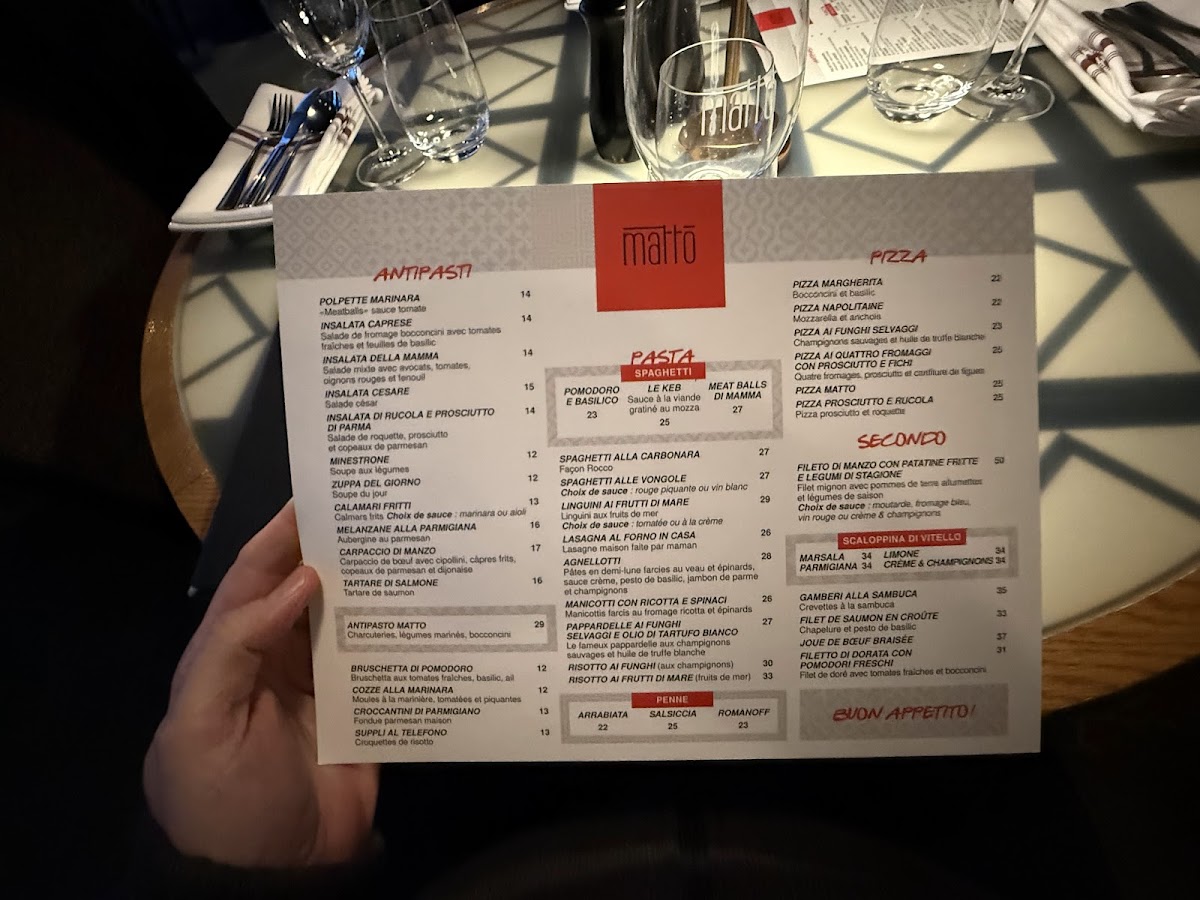 mattō
mattō
ANTIPASTI
POLPETTE MARINARA 14
«Meatballs» sauce tomate
INSALATA CAPRESE 14
Salade de fromage bocconcini avec tomates
fraîches et feuilles de basilic
INSALATA DELLA MAMMA 14
Salade mixte avec avocats, tomates,
oignons rouges et fenouil
INSALATA CESARE 15
Salade césar
INSALATA DI RUCOLA E PROSCIUTTO 14
DI PARMA
Salade de roquette, prosciutto
et copeaux de parmesan
MINESTRONE 12
Soupe aux légumes
ZUPPA DEL GIORNO 12
Soupe du jour
CALAMARI FRITTI 13
Calmars frits Choix de sauce : marinara ou aïoli
MELANZANE ALLA PARMIGIANA 16
Aubergine au parmesan
CARPACCIO DI MANZO 17
Carpaccio de bœuf avec cipollini, câpres frits,
copeaux de parmesan et dijonaise
TARTARE DI SALMONE 16
Tartare de saumon
ANTIPASTO MATTO 29
Charcuteries, légumes marinés, bocconcini
BRUSCHETTA DI POMODORO 12
Bruschetta aux tomates fraîches, basilic, ail
COZZE ALLA MARINARA 12
Moules à la marinière, tomatées et piquantes
CROCCANTINI DI PARMIGIANO 13
Fondue parmesan maison
SUPPLI AL TELEFONO 13
Croquettes de risotto
PASTA
SPAGHETTI
POMODORO
E BASILICO
23
LE KEB
Sauce à la viande
gratiné au mozza
25
MEAT BALLS
DI MAMMA
27
SPAGHETTI ALLA CARBONARA 27
Façon Rocco
SPAGHETTI ALLE VONGOLE 27
Choix de sauce : rouge piquante ou vin blanc
LINGUINI AI FRUTTI DI MARE 29
Linguini aux fruits de mer
Choix de sauce : tomatée ou à la crème
LASAGNA AL FORNO IN CASA 26
Lasagne maison faite par maman
AGNELLOTTI 28
Pâtes en demi-lune farcies au veau et épinards,
sauce crème, pesto de basilic, jambon de parme
et champignons
MANICOTTI CON RICOTTA E SPINACI 26
Manicottis farcis au fromage ricotta et épinards
PAPPARDELLE AI FUNGHI 27
SELVAGGI E OLIO DI TARTUFO BIANCO
Le fameux pappardelle aux champignons
sauvages et huile de truffe blanche
RISOTTO AI FUNGHI (aux champignons) 30
RISOTTO AI FRUTTI DI MARE (fruits de mer) 33
PENNE
ARRABIATA
22
SALSICCIA
25
ROMANOFF
23
PIZZA
PIZZA MARGHERITA 22
Bocconcini et basilic
PIZZA NAPOLITAINE 22
Mozzarella et anchois
PIZZA AI FUNGHI SELVAGGI 23
Champignons sauvages et huile de truffe blanche
PIZZA AI QUATTRO FROMAGGI 25
CON PROSCIUTTO E FICHI
Quatre fromages, prosciutto et confiture de figues
PIZZA MATTO 25
PIZZA PROSCIUTTO E RUCOLA 25
Pizza prosciutto et roquette
SECONDO
FILETO DI MANZO CON PATATINE FRITTE 50
E LEGUMI DI STAGIONE
Filet mignon avec pommes de terre allumettes
et légumes de saison
Choix de sauce : moutarde, fromage bleu,
vin rouge ou crème & champignons
SCALOPPINA DI VITELLO
MARSALA 34 LIMONE 34
PARMIGIANA 34 CRÈME & CHAMPIGNONS 34
GAMBERI ALLA SAMBUCA 35
Crevettes à la sambuca
FILET DE SAUMON EN CROÛTE 33
Chapelure et pesto de basilic
JOUE DE BŒUF BRAISÉE 37
FILETTO DI DORATA CON 31
POMODORI FRESCHI
Filet de doré avec tomates fraîches et bocconcini
BUON APPETITO!